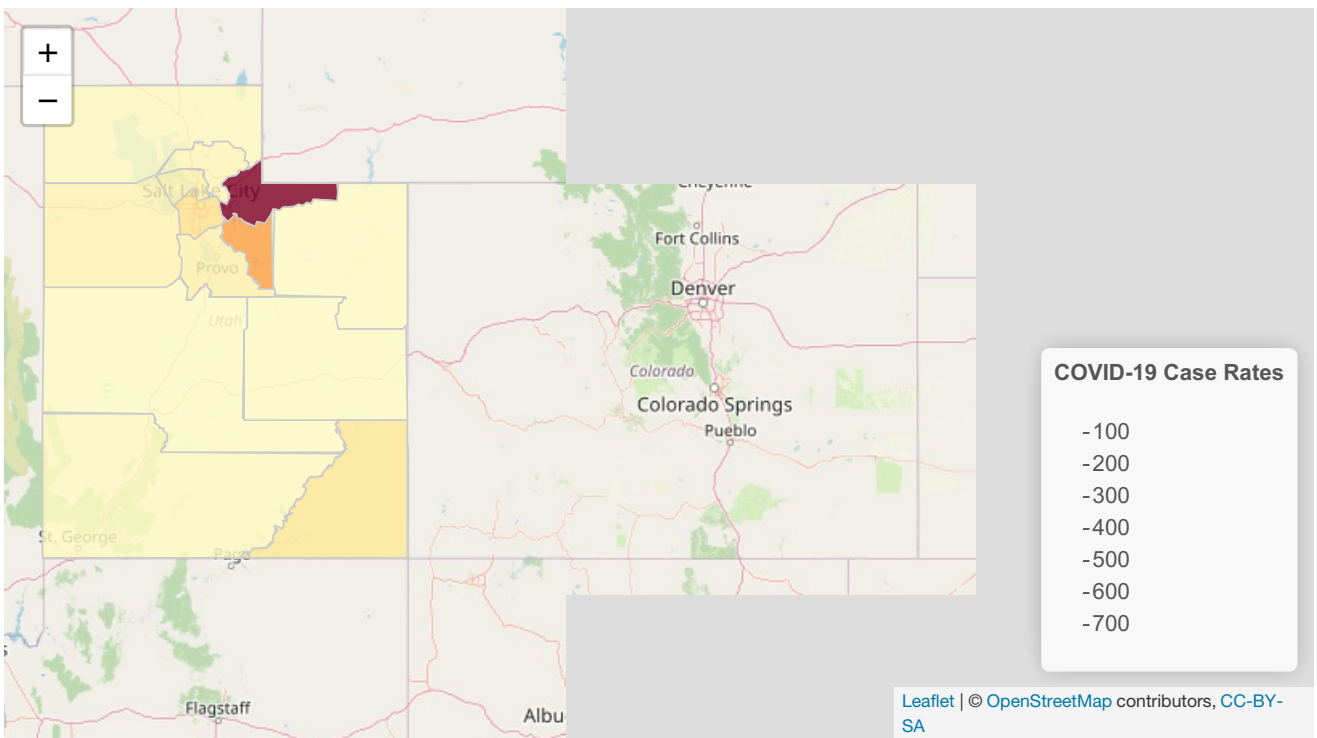 +
−
Salt Lake City
Provo
Utah
St. George
Page
Flagstaff
Albu
Cheyenne
Fort Collins
Denver
Colorado
Colorado Springs
Pueblo
COVID-19 Case Rates
-100
-200
-300
-400
-500
-600
-700
Leaflet | © OpenStreetMap contributors, CC-BY-
SA